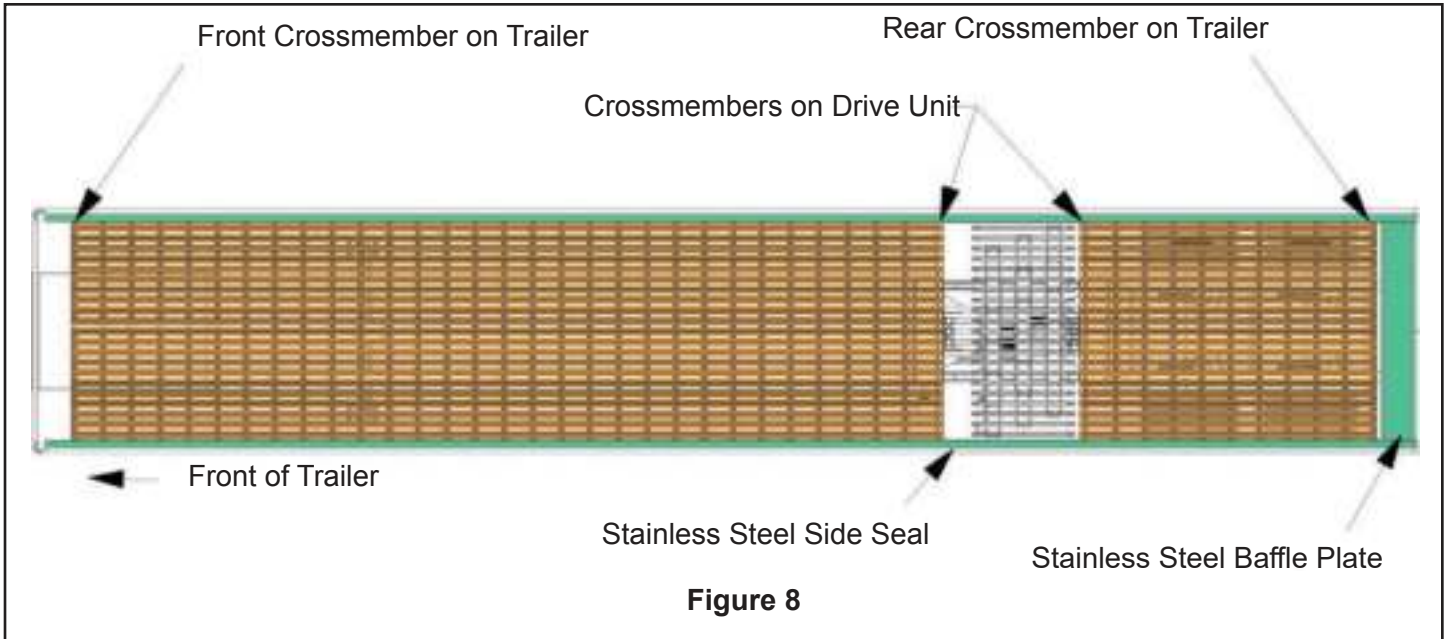 Front Crossmember on Trailer
Rear Crossmember on Trailer
Crossmembers on Drive Unit
Front of Trailer
Stainless Steel Side Seal
Stainless Steel Baffle Plate
Figure 8